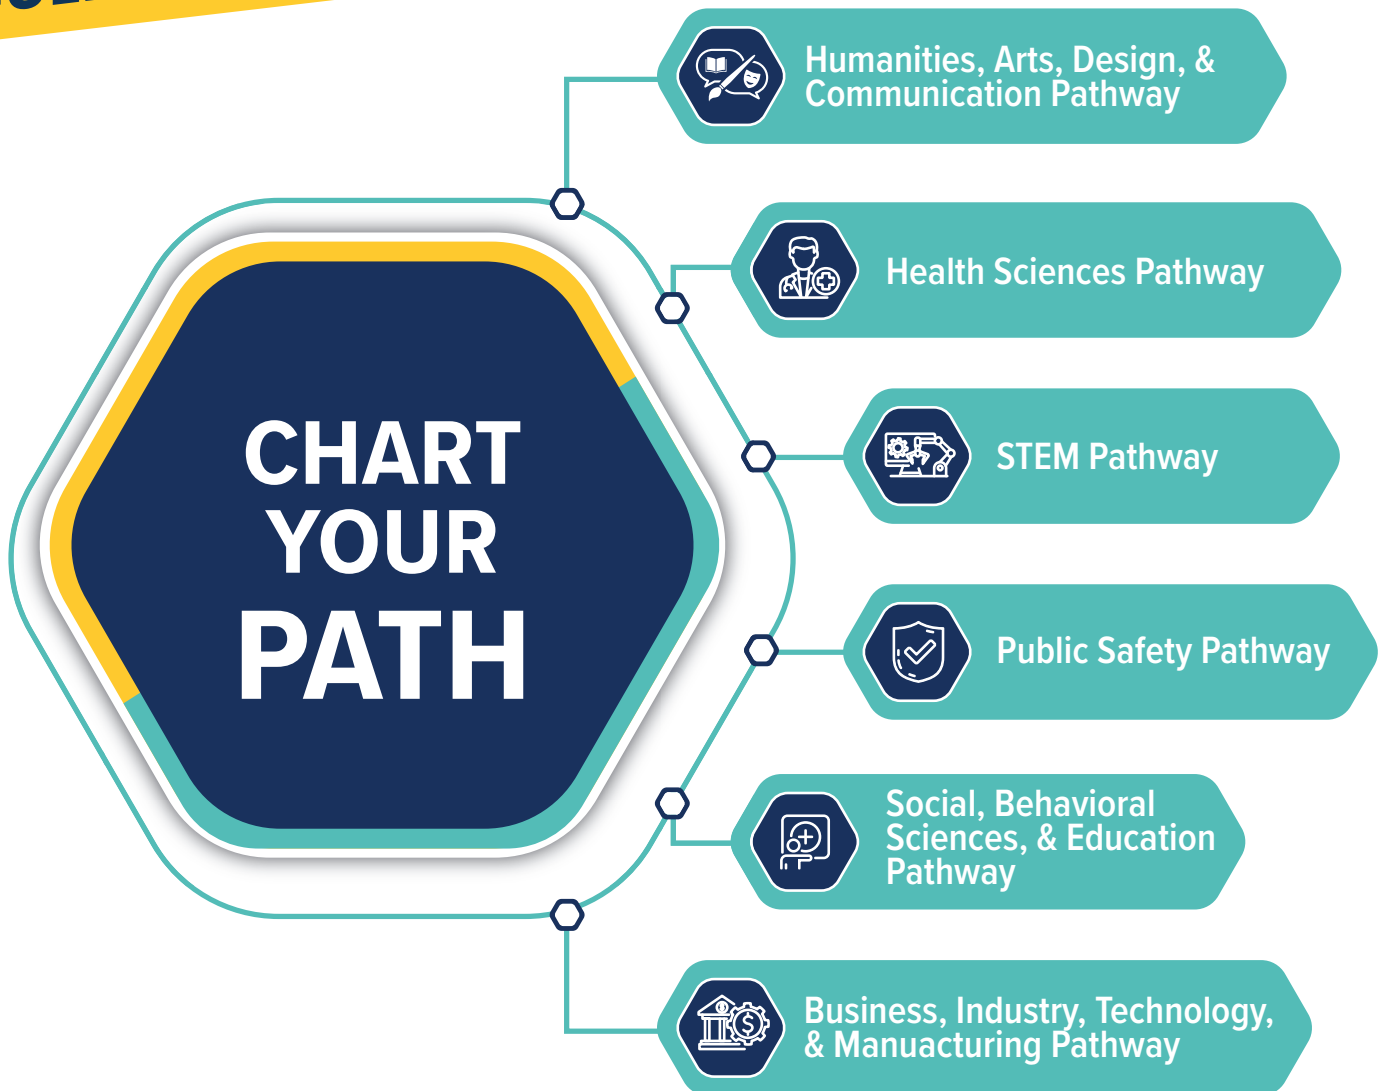 Humanities, Arts, Design, &
Communication Pathway
Health Sciences Pathway
CHART
YOUR
PATH
STEM Pathway
Public Safety Pathway
Social, Behavioral
Sciences, & Education
Pathway
Business, Industry, Technology,
& Manuacturing Pathway